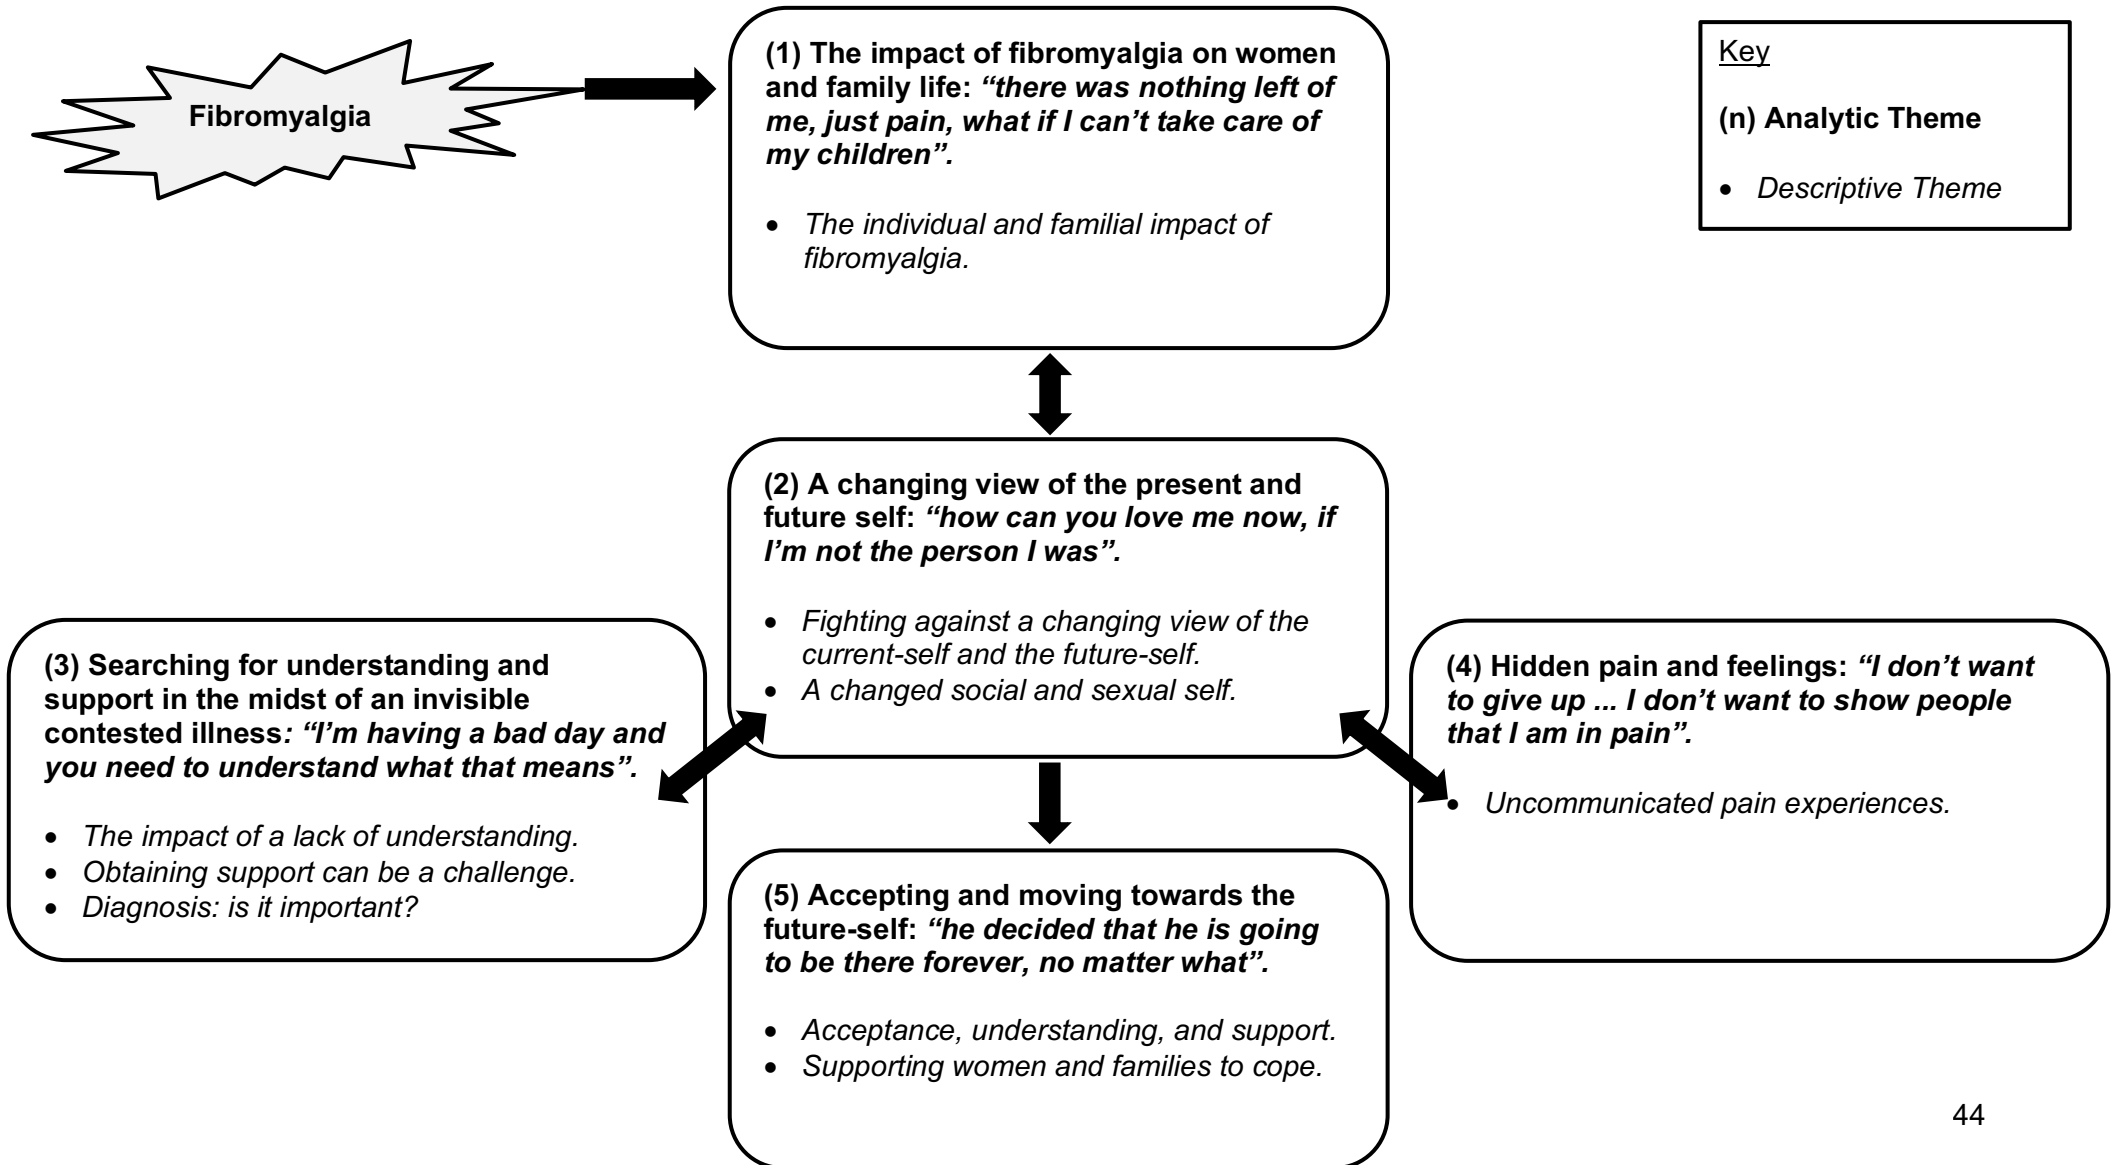 Fibromyalgia
(1) The impact of fibromyalgia on women
and family life: “there was nothing left of
me, just pain, what if I can’t take care of
my children”.
• The individual and familial impact of
fibromyalgia.
Key
(n) Analytic Theme
• Descriptive Theme
(2) A changing view of the present and
future self: “how can you love me now, if
I’m not the person I was”.
• Fighting against a changing view of the
current-self and the future-self.
• A changed social and sexual self.
(3) Searching for understanding and
support in the midst of an invisible
contested illness: “I’m having a bad day and
you need to understand what that means”.
• The impact of a lack of understanding.
• Obtaining support can be a challenge.
• Diagnosis: is it important?
(4) Hidden pain and feelings: “I don’t want
to give up ... I don’t want to show people
that I am in pain”.
• Uncommunicated pain experiences.
(5) Accepting and moving towards the
future-self: “he decided that he is going
to be there forever, no matter what”.
• Acceptance, understanding, and support.
• Supporting women and families to cope.
44